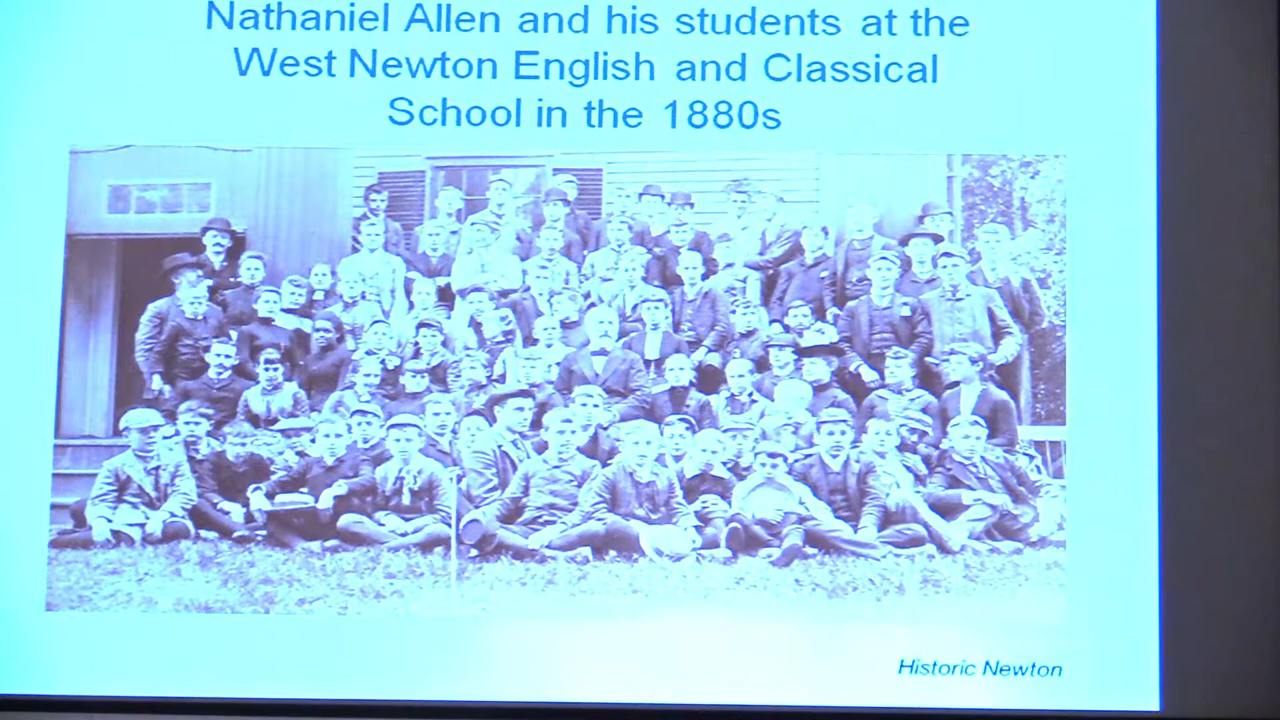 Nathaniel Allen and his students at the
West Newton English and Classical
School in the 1880s
Historic Newton